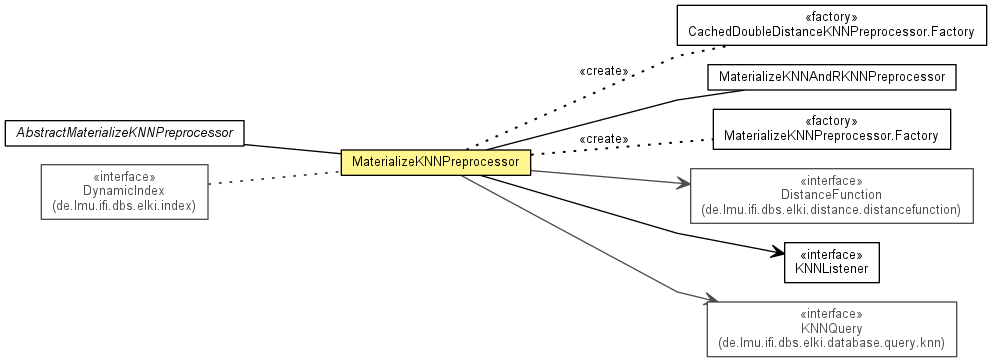 «factory»
CachedDoubleDistanceKNNPreprocessor.Factory
«create»
MaterializeKNNAndRKNNPreprocessor
«factory»
MaterializeKNNPreprocessor.Factory
«create»
AbstractMaterializeKNNPreprocessor
MaterializeKNNPreprocessor
«interface»
DynamicIndex
(de.lmu.ifi.dbs.elki.index)
«interface»
DistanceFunction
(de.lmu.ifi.dbs.elki.distance.distancefunction)
«interface»
KNNListener
«interface»
KNNQuery
(de.lmu.ifi.dbs.elki.database.query.knn)